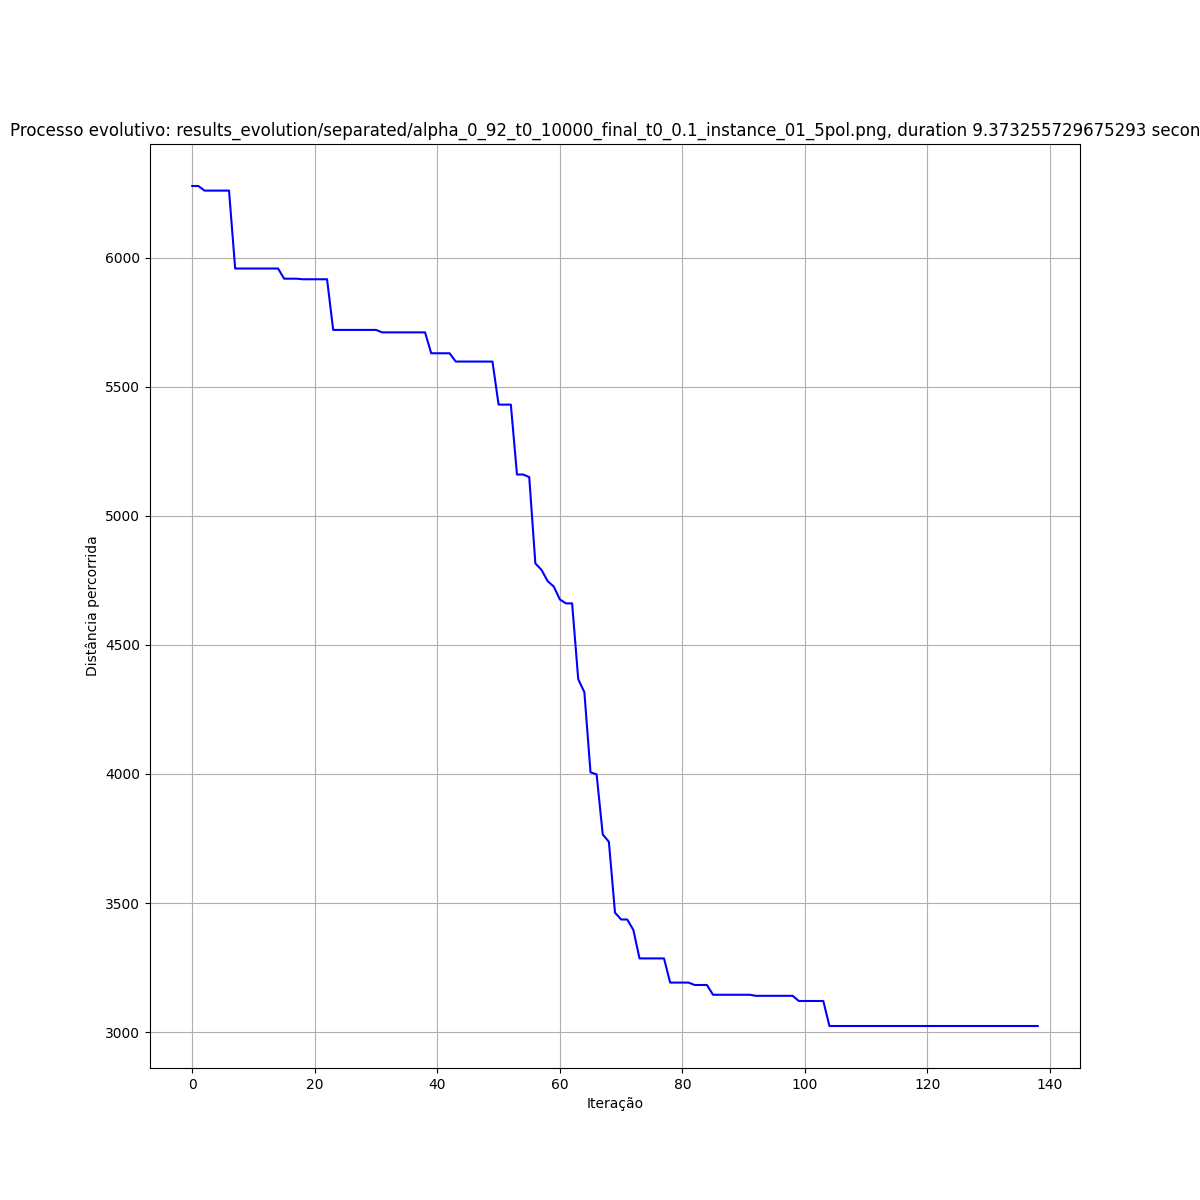 Processo evolutivo: results_evolution/separated/alpha_0_92_t0_10000_final_t0_0.1_instance_01_5pol.png, duration 9.373255729675293 secon
6000
5500
5000
4500
4000
3500
3000
Distância percorrida
0 20 40 60 80 100 120 140
Iteração